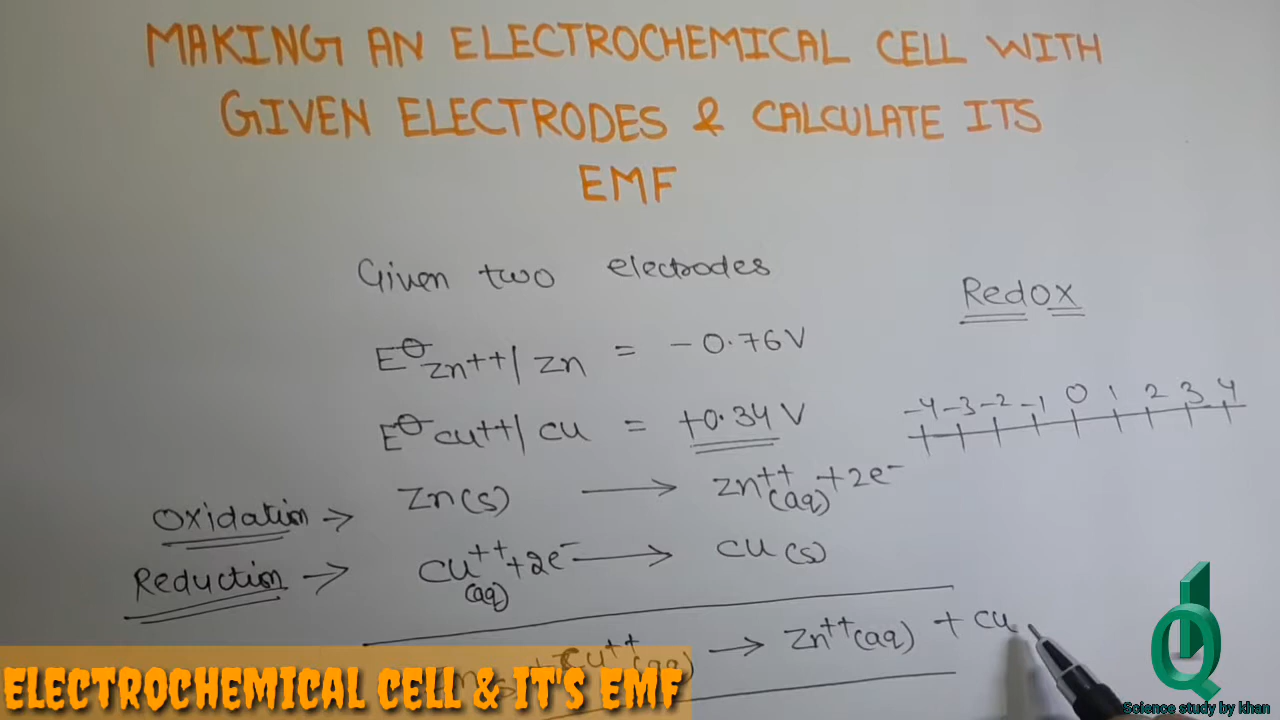 MAKING AN ELECTROCHEMICAL CELL WITH
GIVEN ELECTRODES & CALCULATE ITS
EMF
Given two electrodes
Redox
E⊖Zn++/Zn = -0.76V
-4 -3 -2 -1 0 1 2 3 4
E⊖Cu++/Cu = +0.34V
Oxidation → Zn(s) → Zn++(aq) + 2e-
Reduction → Cu++(aq) + 2e- → Cu(s)
+ Cu++(aq) → Zn++(aq) + Cu
ELECTROCHEMICAL CELL & IT'S EMF
Science study by khan